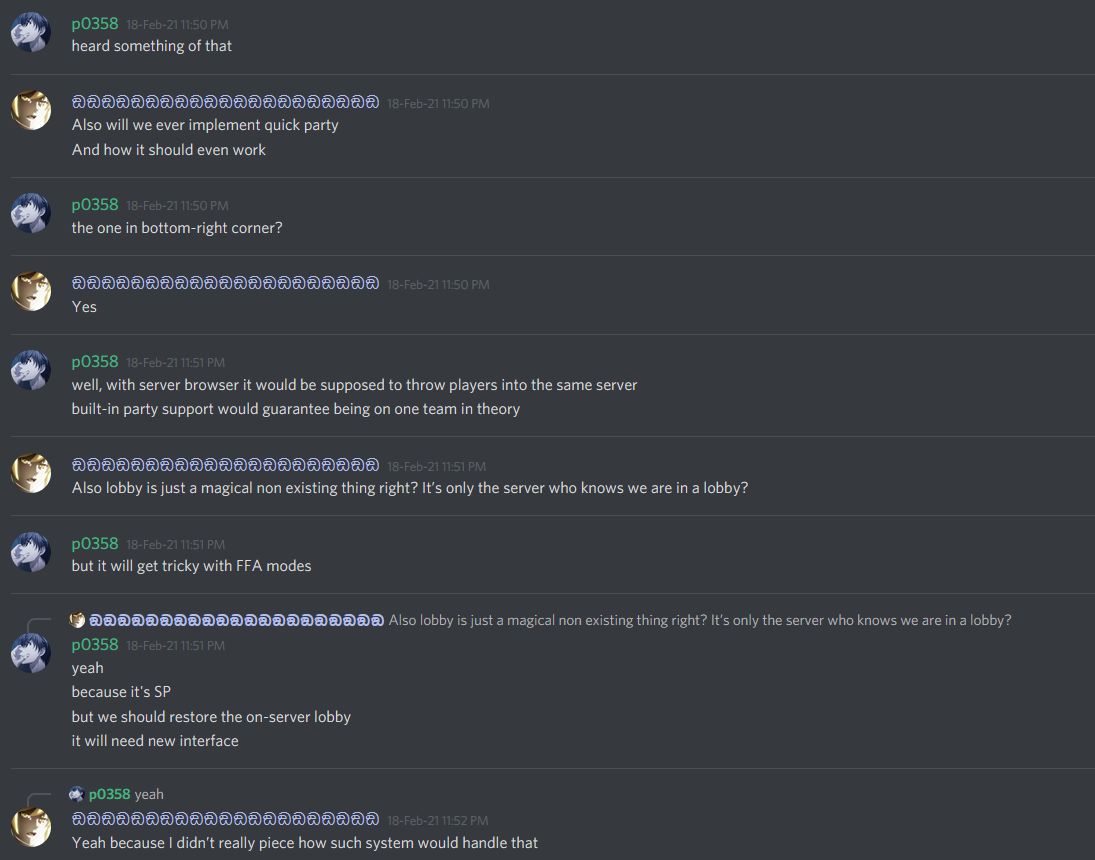 p0358 18-Feb-21 11:50 PM
heard something of that
ඞඞඞඞඞඞඞඞඞඞඞඞඞඞඞඞඞඞඞඞඞ 18-Feb-21 11:50 PM
Also will we ever implement quick party
And how it should even work
p0358 18-Feb-21 11:50 PM
the one in bottom-right corner?
ඞඞඞඞඞඞඞඞඞඞඞඞඞඞඞඞඞඞඞඞඞ 18-Feb-21 11:50 PM
Yes
p0358 18-Feb-21 11:51 PM
well, with server browser it would be supposed to throw players into the same server
built-in party support would guarantee being on one team in theory
ඞඞඞඞඞඞඞඞඞඞඞඞඞඞඞඞඞඞඞඞඞ 18-Feb-21 11:51 PM
Also lobby is just a magical non existing thing right? It's only the server who knows we are in a lobby?
p0358 18-Feb-21 11:51 PM
but it will get tricky with FFA modes
ඞඞඞඞඞඞඞඞඞඞඞඞඞඞඞඞඞඞඞඞඞ Also lobby is just a magical non existing thing right? It's only the server who knows we are in a lobby?
p0358 18-Feb-21 11:51 PM
yeah
because it's SP
but we should restore the on-server lobby
it will need new interface
p0358 yeah
ඞඞඞඞඞඞඞඞඞඞඞඞඞඞඞඞඞඞඞඞඞ 18-Feb-21 11:52 PM
Yeah because I didn't really piece how such system would handle that